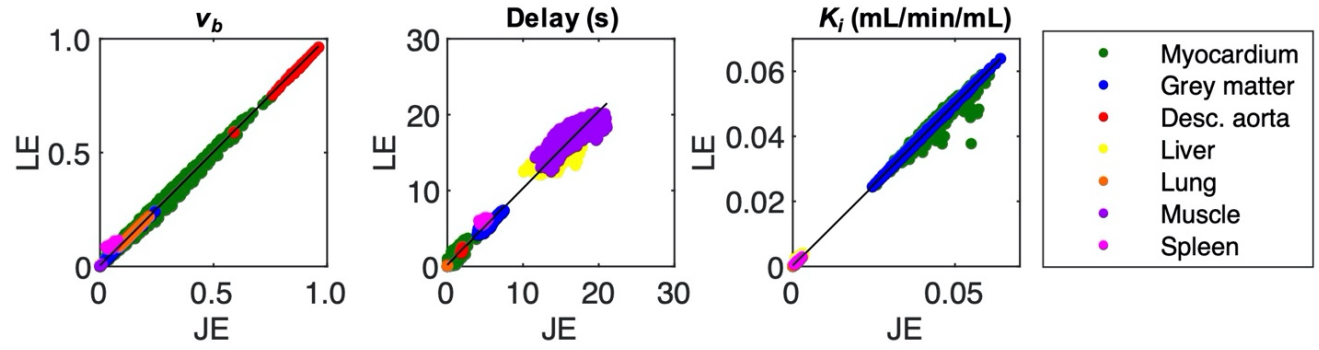 v_b
1.0
0.5
0
0
0.5
1.0
LE
JE
Delay (s)
30
20
10
0
0
10
20
30
LE
JE
K_i (mL/min/mL)
0.06
0.04
0.02
0
0
0.05
LE
JE
Myocardium
Grey matter
Desc. aorta
Liver
Lung
Muscle
Spleen